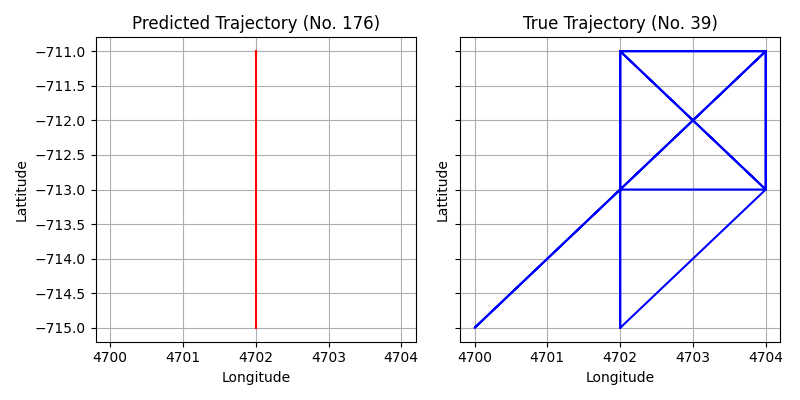 Predicted Trajectory (No. 176)
True Trajectory (No. 39)
−711.0
−711.5
−712.0
−712.5
−713.0
−713.5
−714.0
−714.5
−715.0
Lattitude
Lattitude
4700 4701 4702 4703 4704
4700 4701 4702 4703 4704
Longitude
Longitude